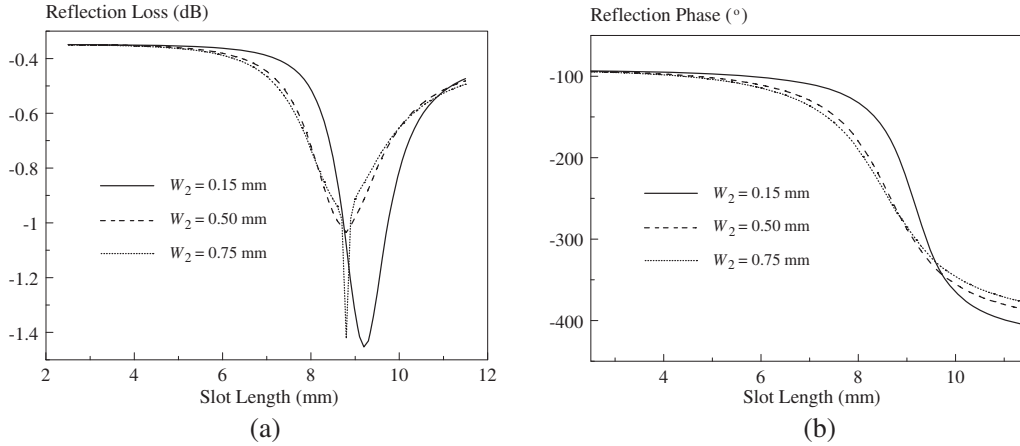 Reflection Loss (dB)
-0.4
-0.6
-0.8
-1
-1.2
-1.4
W2 = 0.15 mm
W2 = 0.50 mm
W2 = 0.75 mm
2 4 6 8 10 12
Slot Length (mm)
(a)
Reflection Phase (°)
-100
-200
-300
-400
W2 = 0.15 mm
W2 = 0.50 mm
W2 = 0.75 mm
4 6 8 10
Slot Length (mm)
(b)